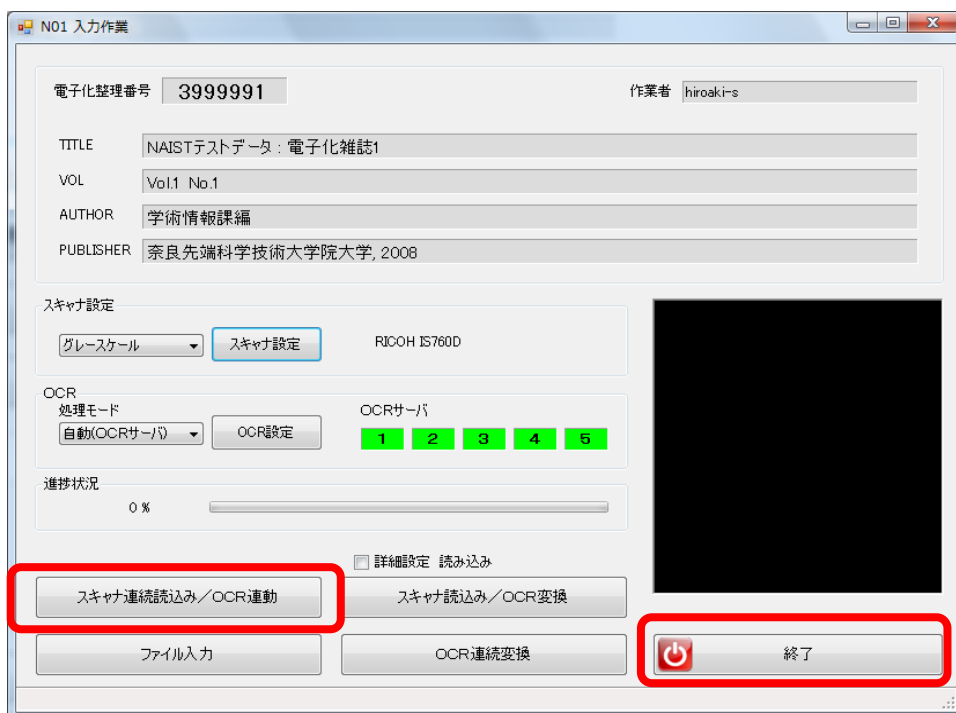 N01 入力作業
電子化整理番号 3999991 作業者 hiroaki-s
TITLE NAISTテストデータ：電子化雑誌1
VOL Vol.1 No.1
AUTHOR 学術情報課編
PUBLISHER 奈良先端科学技術大学院大学, 2008
スキャナ設定
グレースケール スキャナ設定 RICOH IS760D
OCR
処理モード OCRサーバ
自動(OCRサーバ) OCR設定 1 2 3 4 5
進捗状況
0 %
詳細設定 読み込み
スキャナ連続読込み／OCR連動 スキャナ読込み／OCR変換
ファイル入力 OCR連続変換 終了